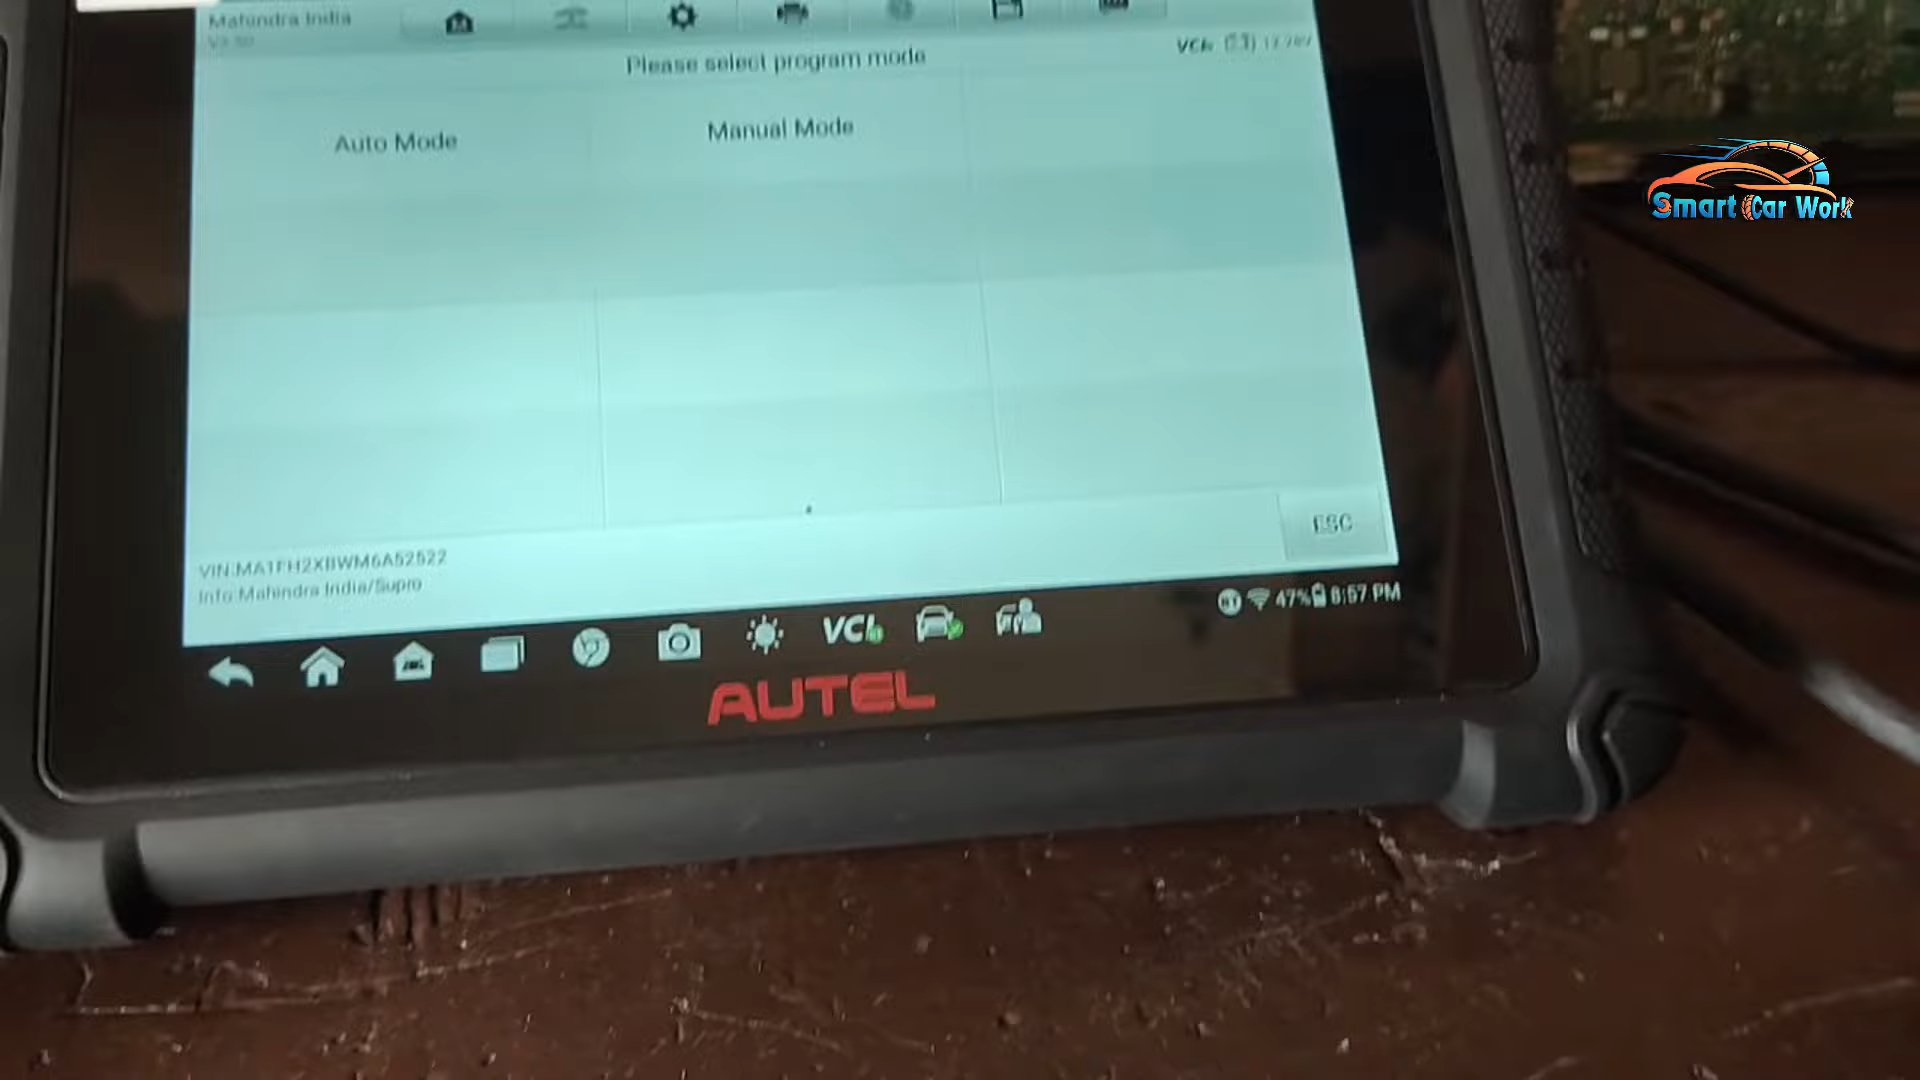 Mahindra India
Please select program mode
VCI
Auto Mode
Manual Mode
Smart Car Work
ESC
VIN:MA1FH2XBWM6A52522
Info:Mahindra India/Supro
47% 8:57 PM
VCI
AUTEL